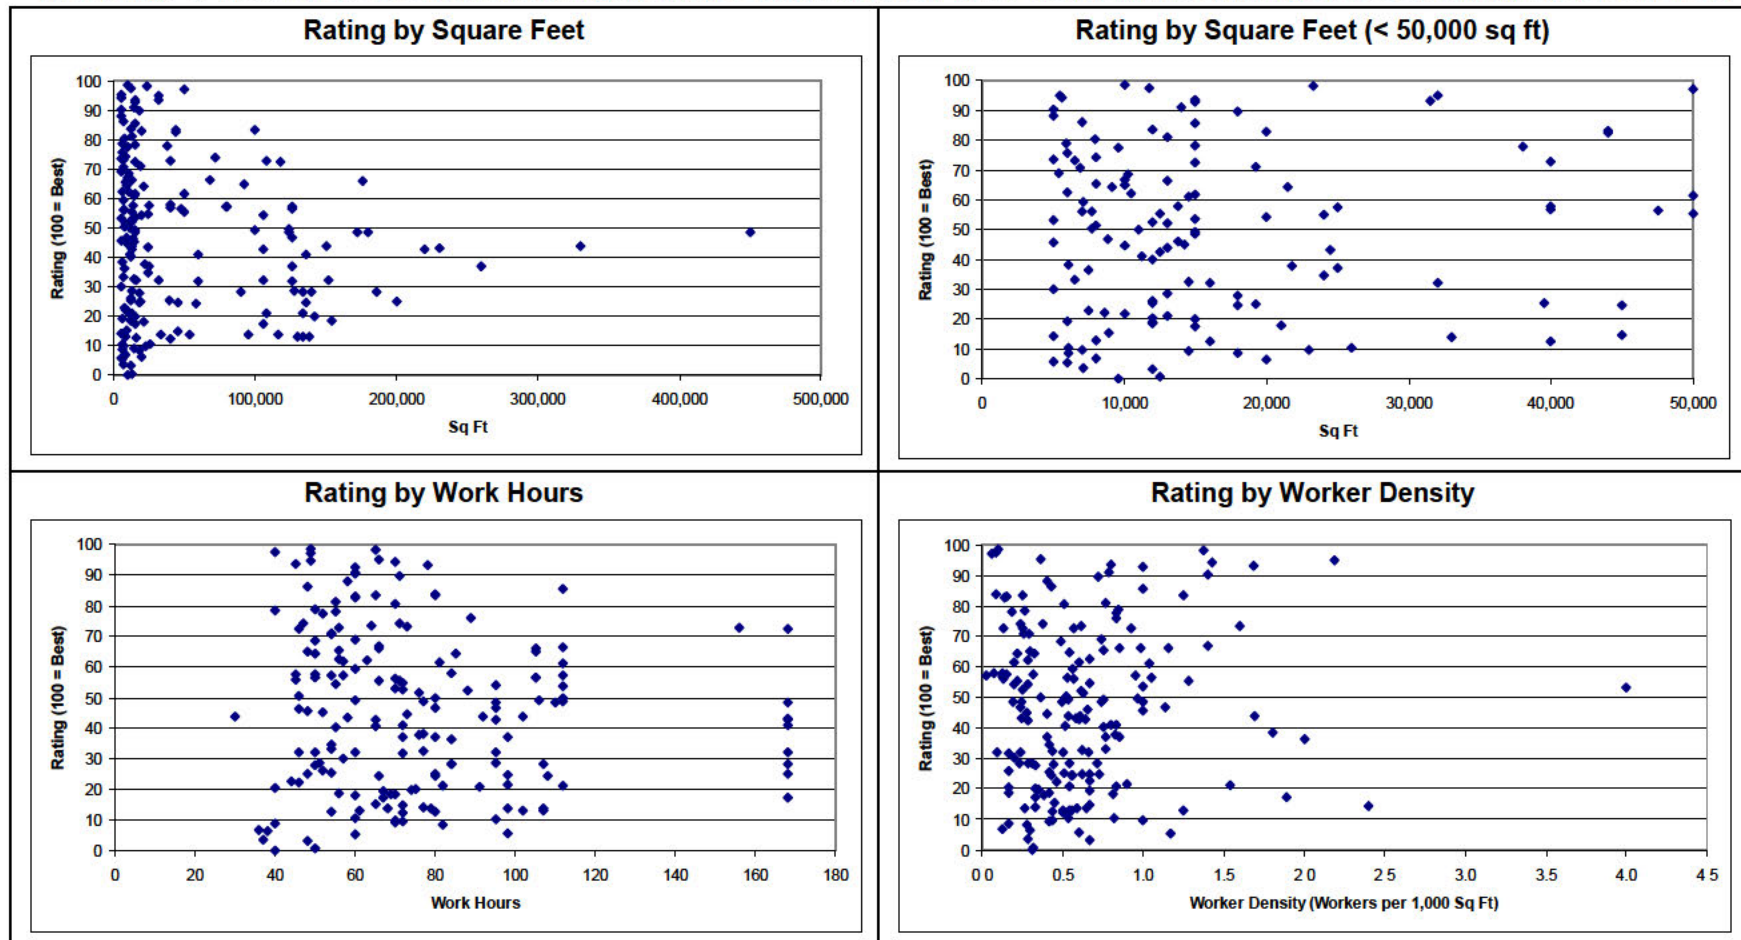 Rating by Square Feet
Rating (100 = Best)
100
90
80
70
60
50
40
30
20
10
0
0 100,000 200,000 300,000 400,000 500,000
Sq Ft
Rating by Square Feet (< 50,000 sq ft)
Rating (100 = Best)
100
90
80
70
60
50
40
30
20
10
0
0 10,000 20,000 30,000 40,000 50,000
Sq Ft
Rating by Work Hours
Rating (100 = Best)
100
90
80
70
60
50
40
30
20
10
0
0 20 40 60 80 100 120 140 160 180
Work Hours
Rating by Worker Density
Rating (100 = Best)
100
90
80
70
60
50
40
30
20
10
0
0 0 0.5 1.0 1.5 2 0 2 5 3.0 3.5 4.0 4 5
Worker Density (Workers per 1,000 Sq Ft)